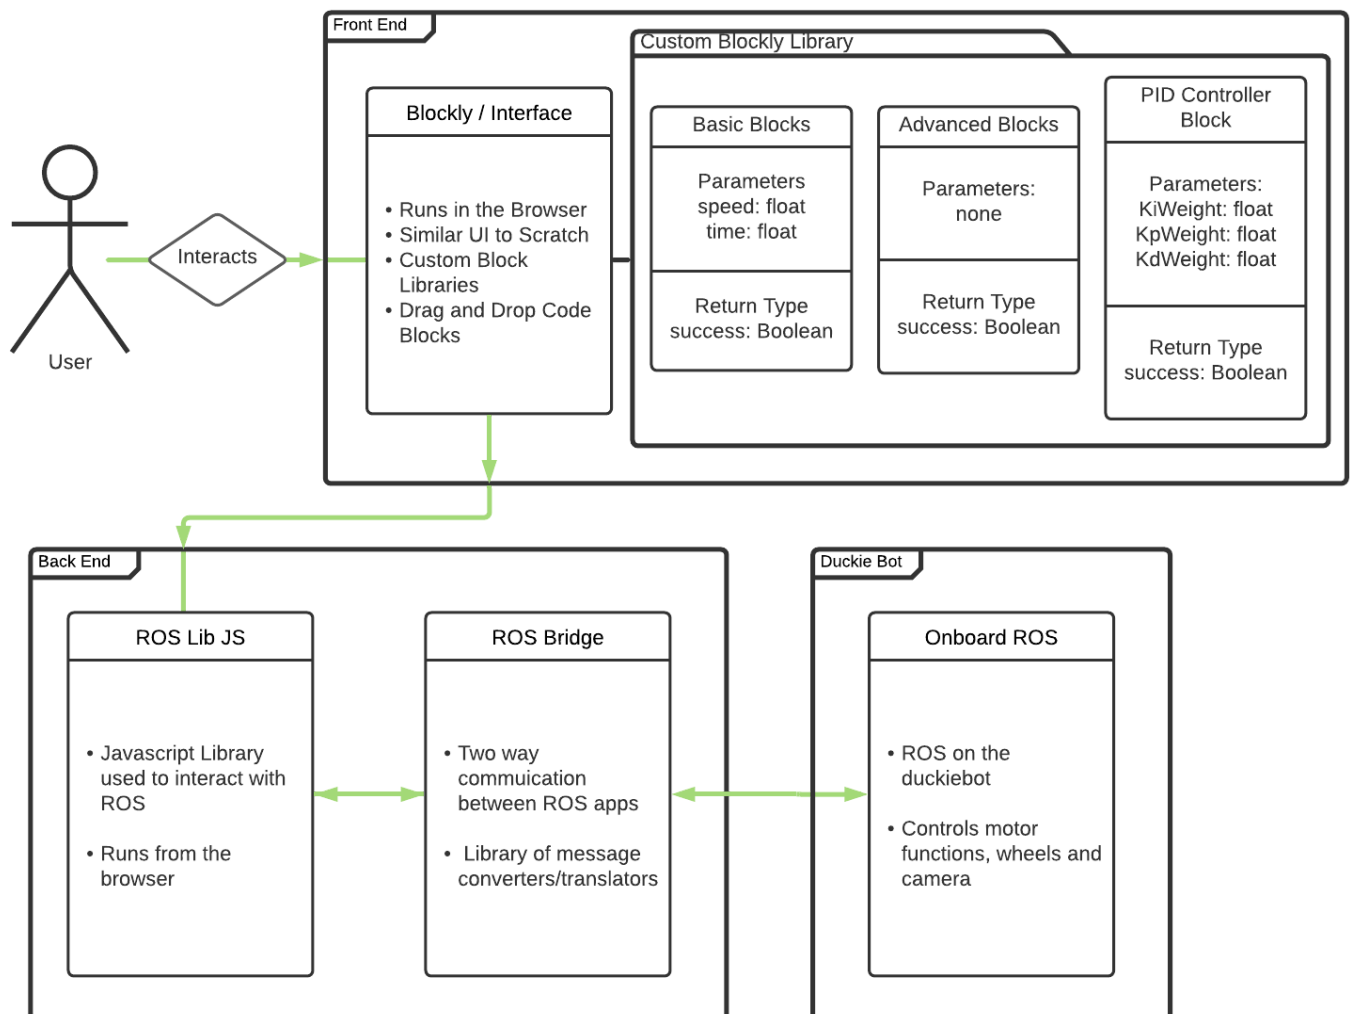 Front End
Custom Blockly Library
Blockly / Interface
• Runs in the Browser
• Similar UI to Scratch
• Custom Block
Libraries
• Drag and Drop Code
Blocks
Basic Blocks
Parameters
speed: float
time: float
Return Type
success: Boolean
Advanced Blocks
Parameters:
none
Return Type
success: Boolean
PID Controller
Block
Parameters:
KiWeight: float
KpWeight: float
KdWeight: float
Return Type
success: Boolean
Interacts
User
Back End
ROS Lib JS
• Javascript Library
used to interact with
ROS
• Runs from the
browser
ROS Bridge
• Two way
commuication
between ROS apps
• Library of message
converters/translators
Duckie Bot
Onboard ROS
• ROS on the
duckiebot
• Controls motor
functions, wheels and
camera